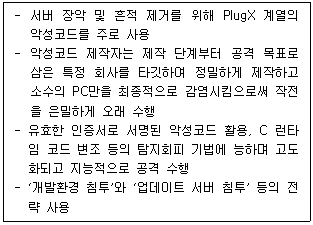 - 서버 장악 및 흔적 제거를 위해 PlugX 계열의
악성코드를 주로 사용
- 악성코드 제작자는 제작 단계부터 공격 목표로
삼은 특정 회사를 타깃하여 정밀하게 제작하고
소수의 PC만을 최종적으로 감염시킴으로써 작전
을 은밀하게 오래 수행
- 유효한 인증서로 서명된 악성코드 활용, C 런타
임 코드 변조 등의 탐지회피 기법에 능하며 고도
화되고 지능적으로 공격 수행
- ‘개발환경 침투’와 ‘업데이트 서버 침투’ 등의 전
략 사용